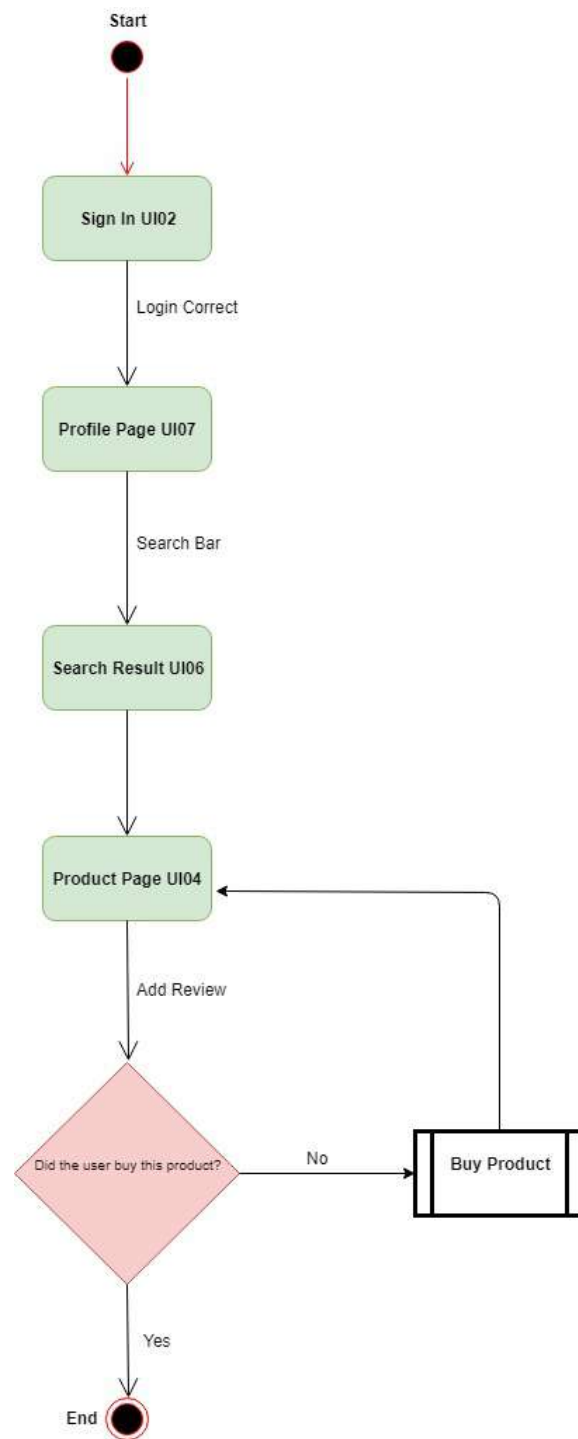 Start
Sign In UI02
Login Correct
Profile Page UI07
Search Bar
Search Result UI06
Product Page UI04
Add Review
Did the user buy this product?
No
Buy Product
Yes
End